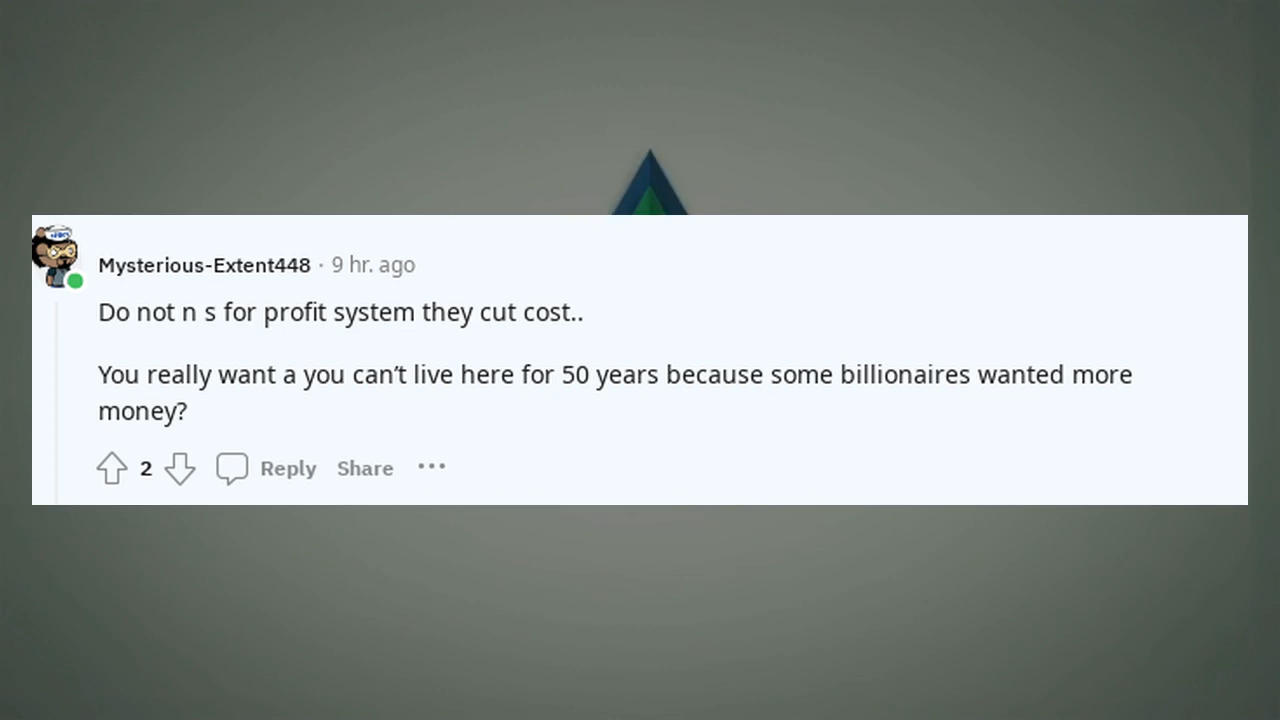 Mysterious-Extent448 · 9 hr. ago
Do not n s for profit system they cut cost..
You really want a you can’t live here for 50 years because some billionaires wanted more
money?
2 Reply Share ···